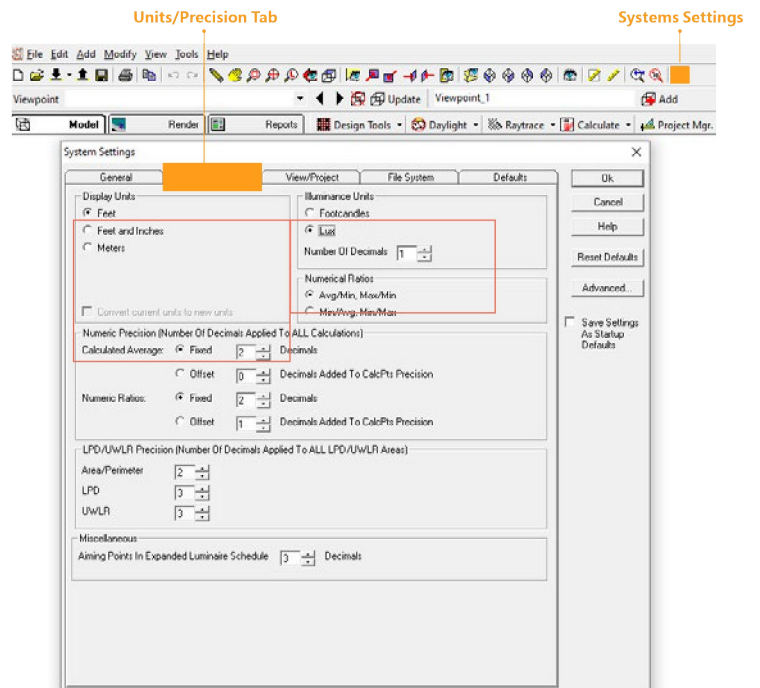 Units/Precision Tab
Systems Settings
File Edit Add Modify View Tools Help
Viewpoint
Update
Viewpoint_1
Add
Model Render Reports Design Tools Daylight Raytrace Calculate Project Mgr.
System Settings
General View/Project File System Defaults
Ok
Cancel
Help
Reset Defaults
Advanced...
Save Settings
As Startup
Defaults
Display Units
Feet
Feet and Inches
Meters
Convert current units to new units
Illuminance Units
Footcandles
Lux
Number Of Decimals 1
Numerical Ratios
Avg/Min, Max/Min
Min/Avg, Min/Max
Numeric Precision (Number Of Decimals Applied To ALL Calculations)
Calculated Average: Fixed 2 Decimals
Offset 0 Decimals Added To CalcPts Precision
Numeric Ratios: Fixed 2 Decimals
Offset 1 Decimals Added To CalcPts Precision
LPD/UWLR Precision (Number Of Decimals Applied To ALL LPD/UWLR Areas)
Area/Perimeter 2
LPD 3
UWLR 3
Miscellaneous
Aiming Points In Expanded Luminaire Schedule 3 Decimals